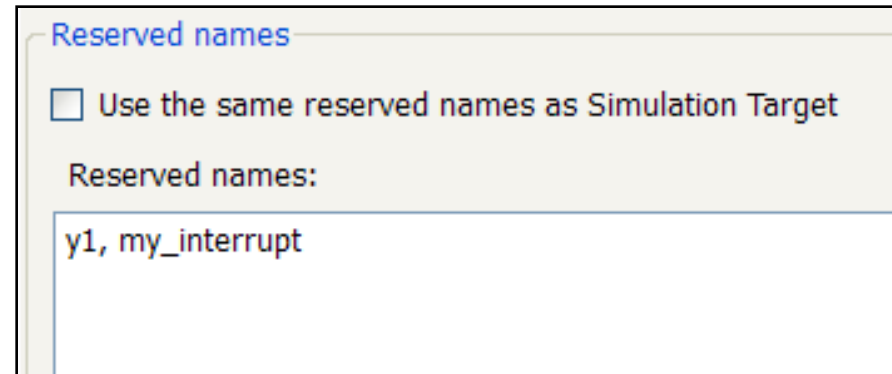 Reserved names
Use the same reserved names as Simulation Target
Reserved names:
y1, my_interrupt